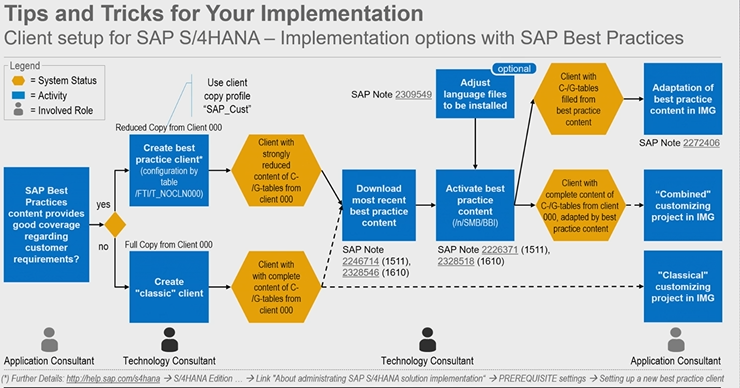 Tips and Tricks for Your Implementation
Client setup for SAP S/4HANA – Implementation options with SAP Best Practices
Legend
= System Status
= Activity
= Involved Role
Use client
copy profile
"SAP_Cust"
Reduced Copy from Client 000
Create best
practice client*
(configuration by
table
/FTI/T_NOCLN000)
Client with
strongly
reduced
content of C-
/G-tables from
client 000
SAP Note 2309549
optional
Adjust
language files
to be installed
Client with
C-/G-tables
filled from
best practice
content
Adaptation of
best practice
content in IMG
SAP Note 2272406
SAP Best
Practices
content provides
good coverage
regarding
customer
requirements?
yes
no
Download
most recent
best practice
content
SAP Note
2246714 (1511),
2328546 (1610)
Activate best
practice
content
(/n/SMB/BBI)
SAP Note 2226371 (1511),
2328518 (1610)
Client with
complete content
of C-/G-tables from client
000, adapted by best
practice content
"Combined"
customizing
project in IMG
Full Copy from Client 000
Create
"classic" client
Client with
with complete
content of C-
/G-tables from
client 000
"Classical"
customizing
project in IMG
Application Consultant
Technology Consultant
Technology Consultant
Application Consultant
(*) Further Details: http://help.sap.com/s4hana → S/4HANA Edition … → Link "About administrating SAP S/4HANA solution implementation" → PREREQUISITE settings → Setting up a new best practice client